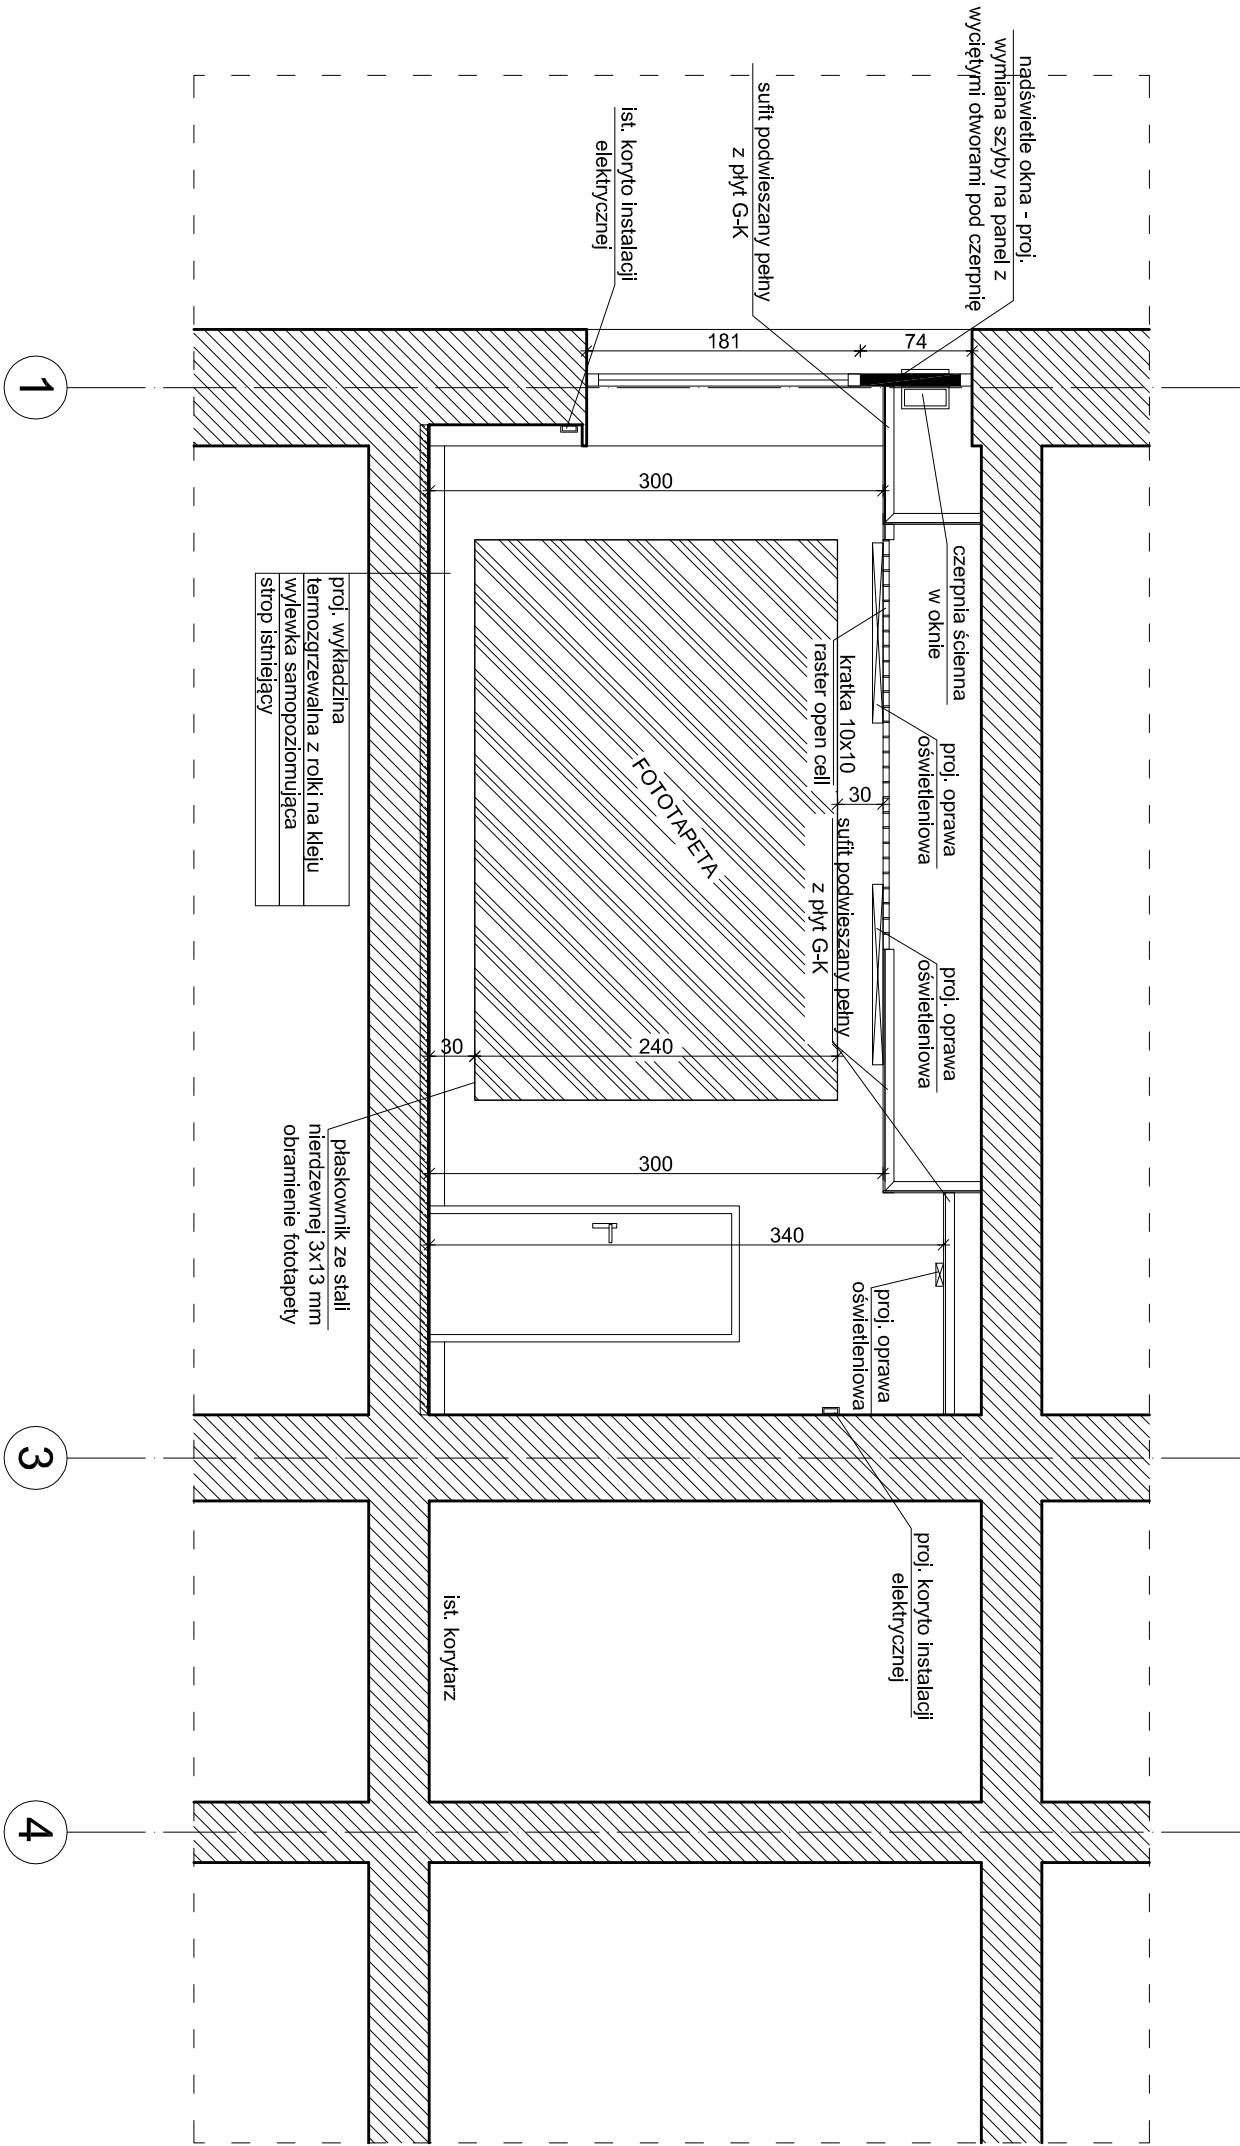 nadświetle okna - proj.
wymiana szyby na panel z
wyciętymi otworami pod czerpnię
sufit podwieszany pełny
z płyt G-K
ist. koryto instalacji
elektrycznej
181
74
300
czerpnia ścienna
w oknie
proj. oprawa
oświetleniowa
kratka 10x10
raster open cell
30
FOTOTAPETA
sufit podwieszany pełny
z płyt G-K
proj. oprawa
oświetleniowa
30
240
proj. wykładzina
termozgrzewalna z rolki na kleju
wylewka samopoziomująca
strop istniejący
płaskownik ze stali
nierdzewnej 3x13 mm
obramienie fototapety
300
340
proj. oprawa
oświetleniowa
proj. koryto instalacji
elektrycznej
ist. korytarz
1
3
4